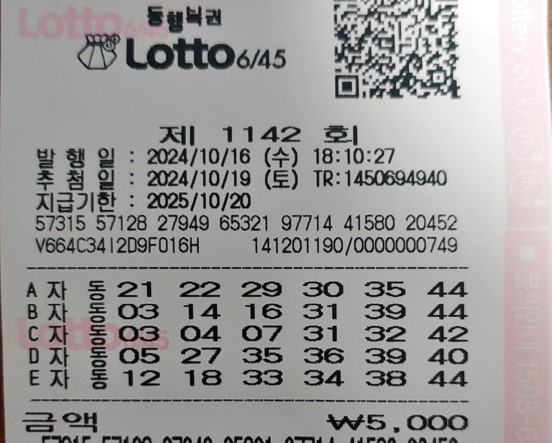 동행복권
Lotto 6/45
제 1142 회
발 행 일 : 2024/10/16 (수) 18:10:27
추 첨 일 : 2024/10/19 (토) TR:1450694940
지급기한 : 2025/10/20
57315 57128 27949 65321 97714 41580 20452
V664C3412D9F016H 141201190/0000000749
A 자 동 21 22 29 30 35 44
B 자 동 03 14 16 31 39 44
C 자 동 03 04 07 31 32 42
D 자 동 05 27 35 36 39 40
E 자 동 12 18 33 34 38 44
금액 ₩5,000